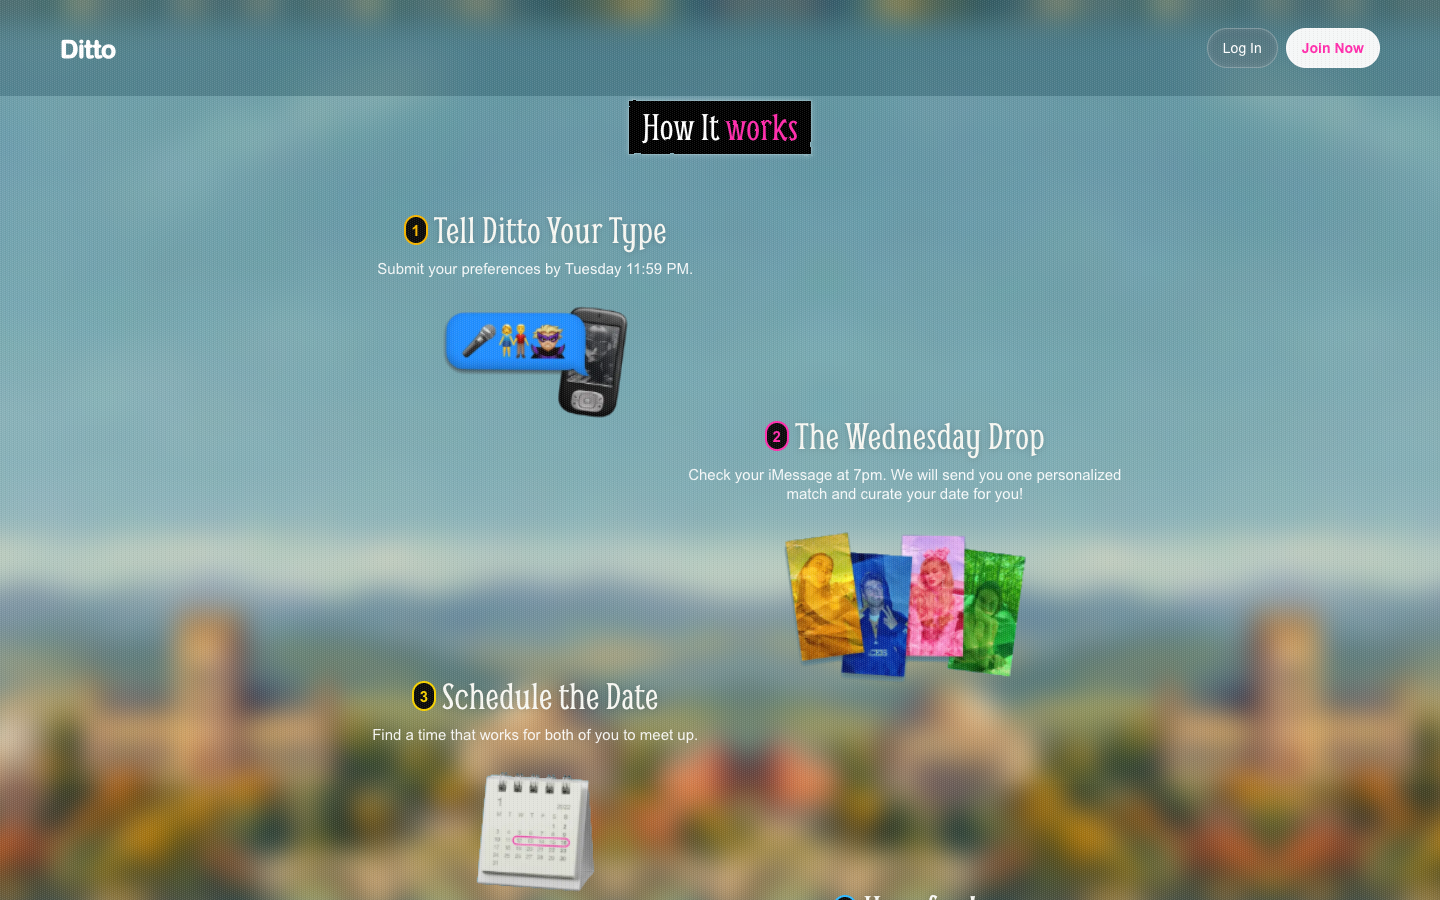 Ditto
Log In
Join Now
How It works
1 Tell Ditto Your Type
Submit your preferences by Tuesday 11:59 PM.
2 The Wednesday Drop
Check your iMessage at 7pm. We will send you one personalized
match and curate your date for you!
3 Schedule the Date
Find a time that works for both of you to meet up.